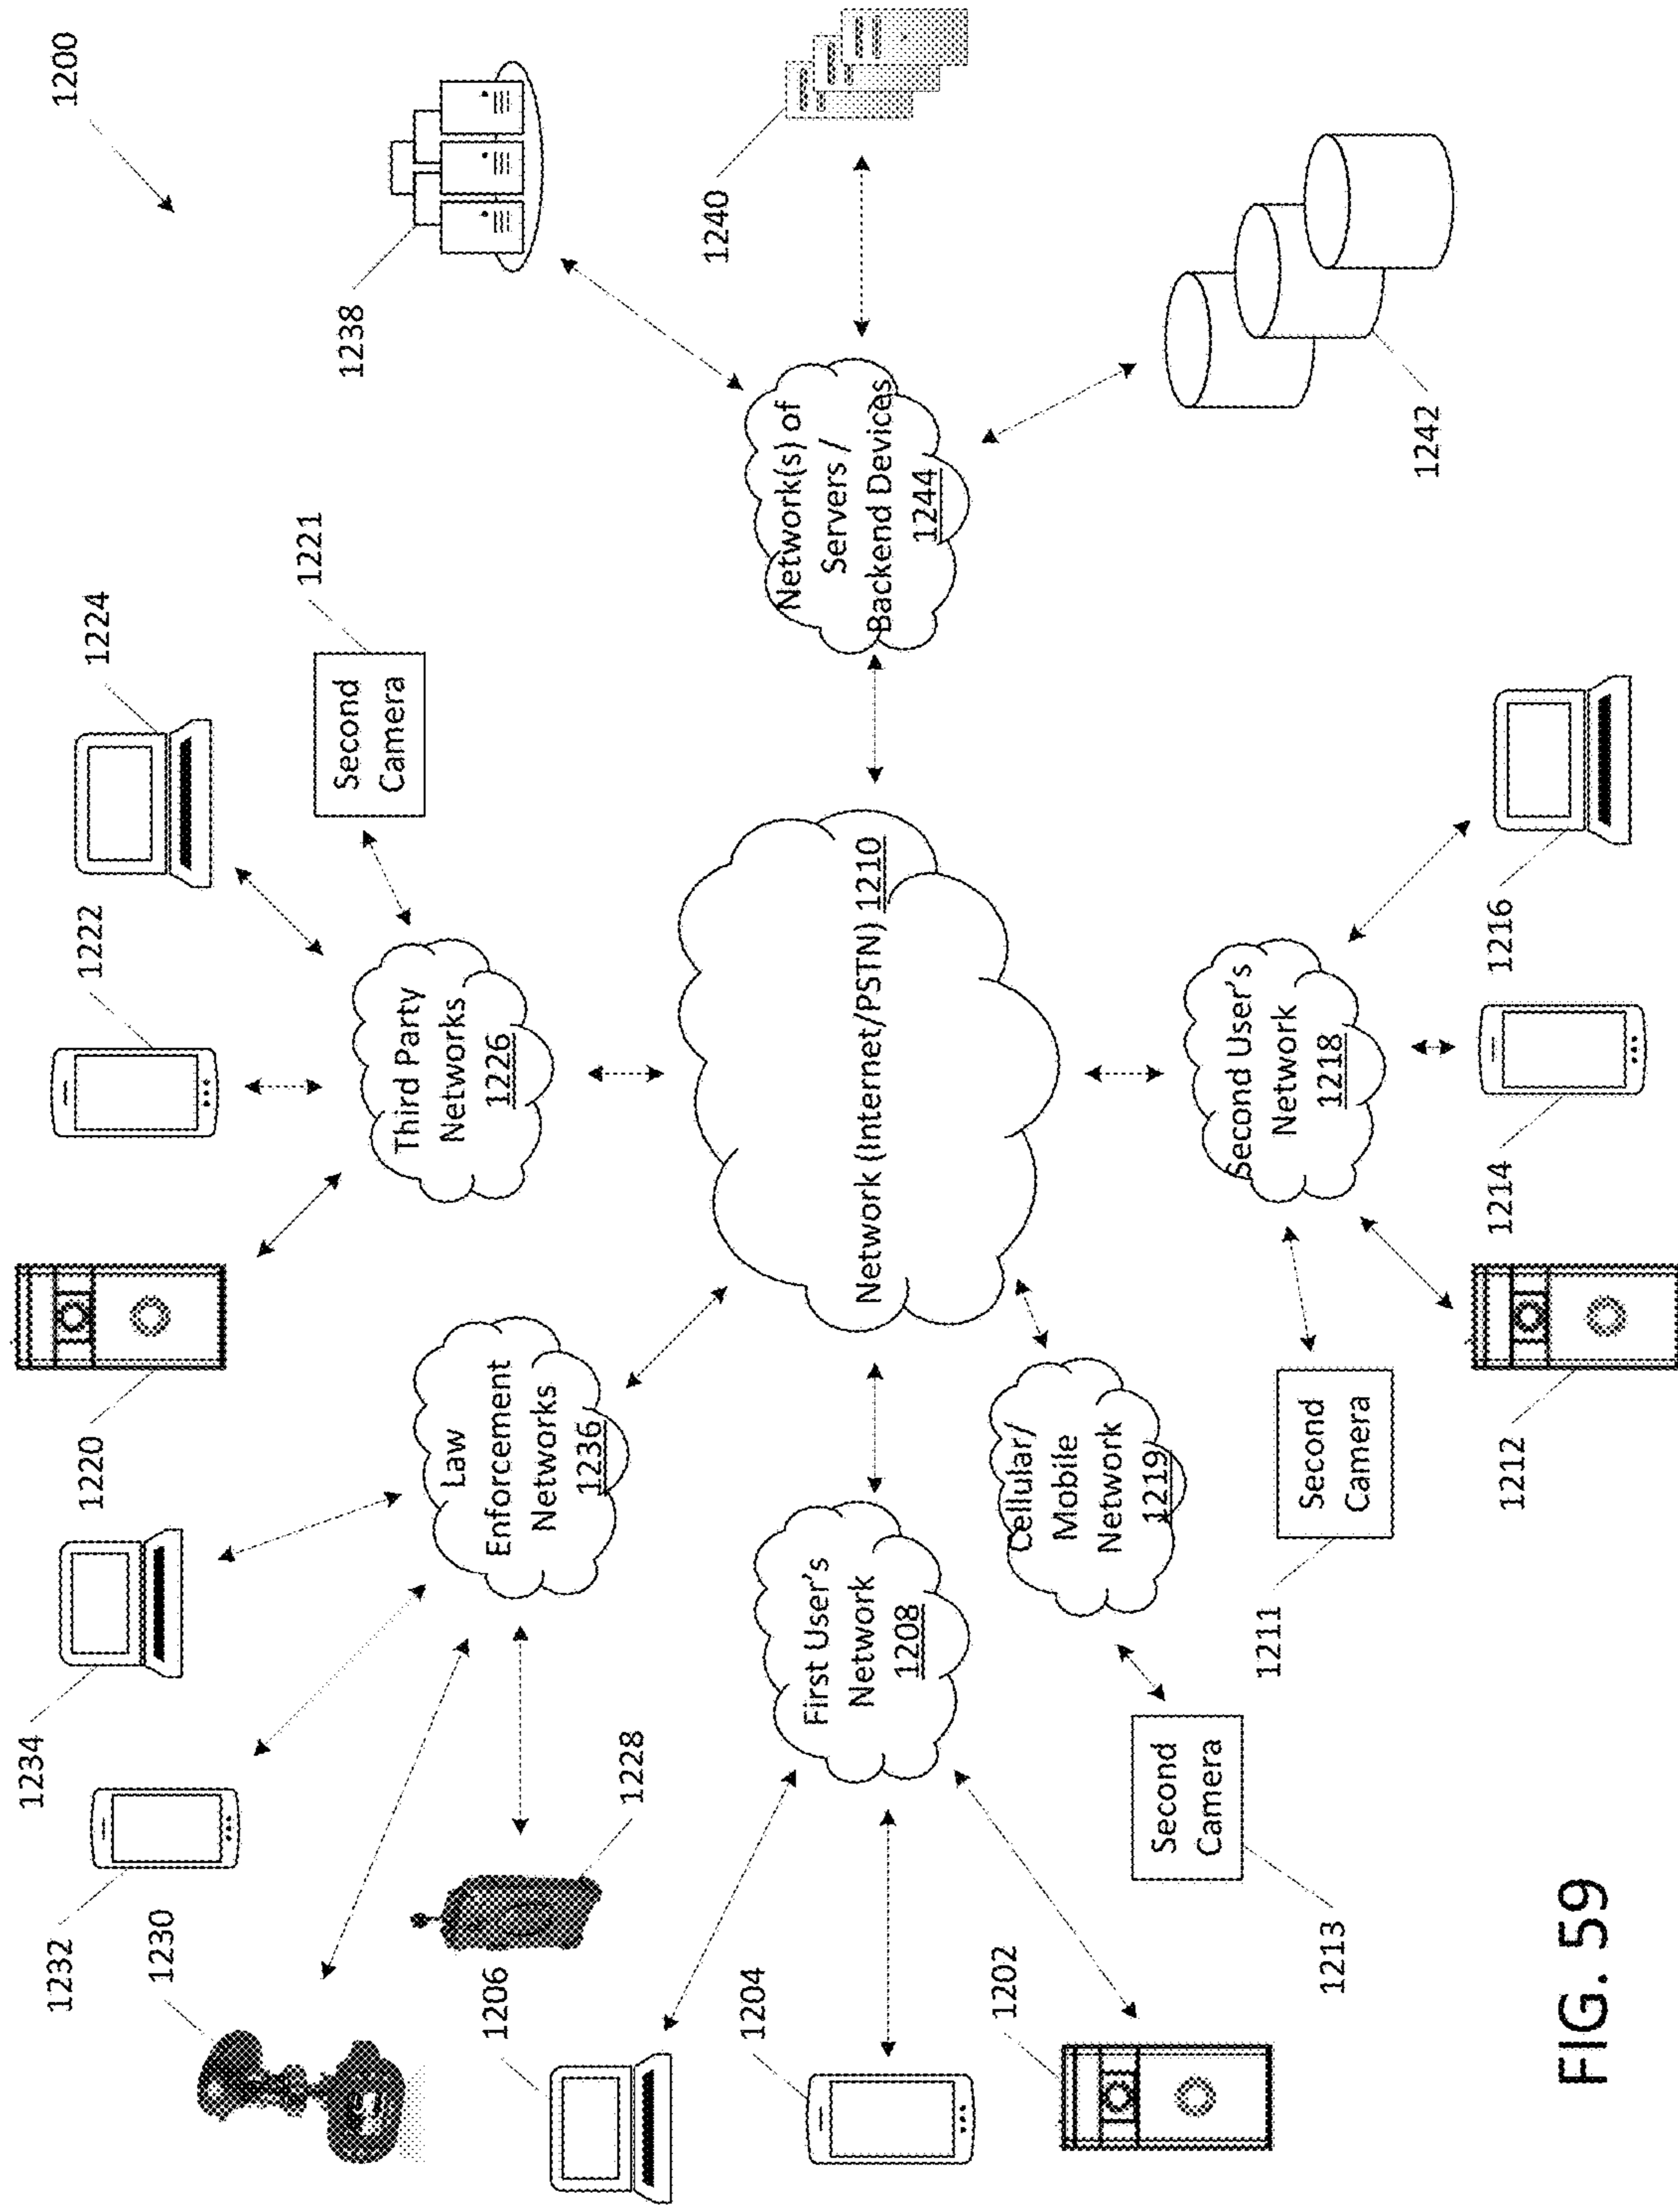 1200
1238
1240
1242
Network(s) of
Servers /
Backend Devices
1244
1221
Second
Camera
1224
1222
Third Party
Networks
1226
Network (Internet/PSTN) 1210
1216
1214
Second User's
Network
1218
1220
Law
Enforcement
Networks
1236
1234
1232
1230
1228
1206
1204
1202
First User's
Network
1208
Cellular/
Mobile
Network
1219
Second
Camera
1211
1212
Second
Camera
1213
FIG. 59